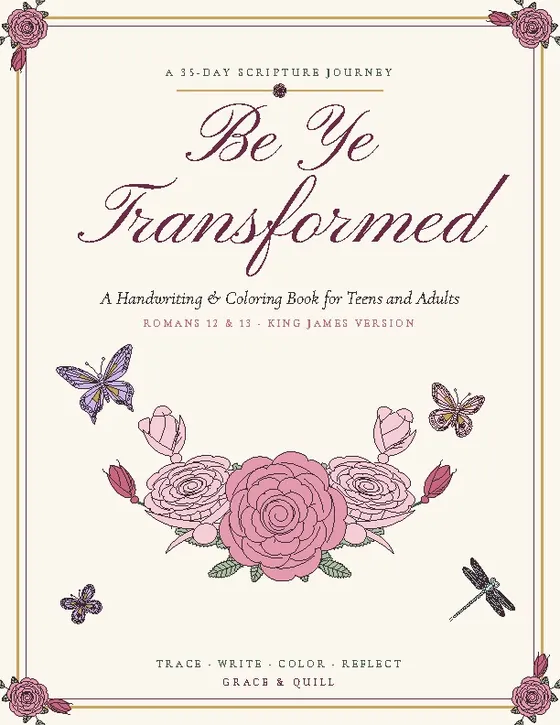 A 35-DAY SCRIPTURE JOURNEY
Be Ye
Transformed
A Handwriting & Coloring Book for Teens and Adults
ROMANS 12 & 13 · KING JAMES VERSION
TRACE · WRITE · COLOR · REFLECT
GRACE & QUILL